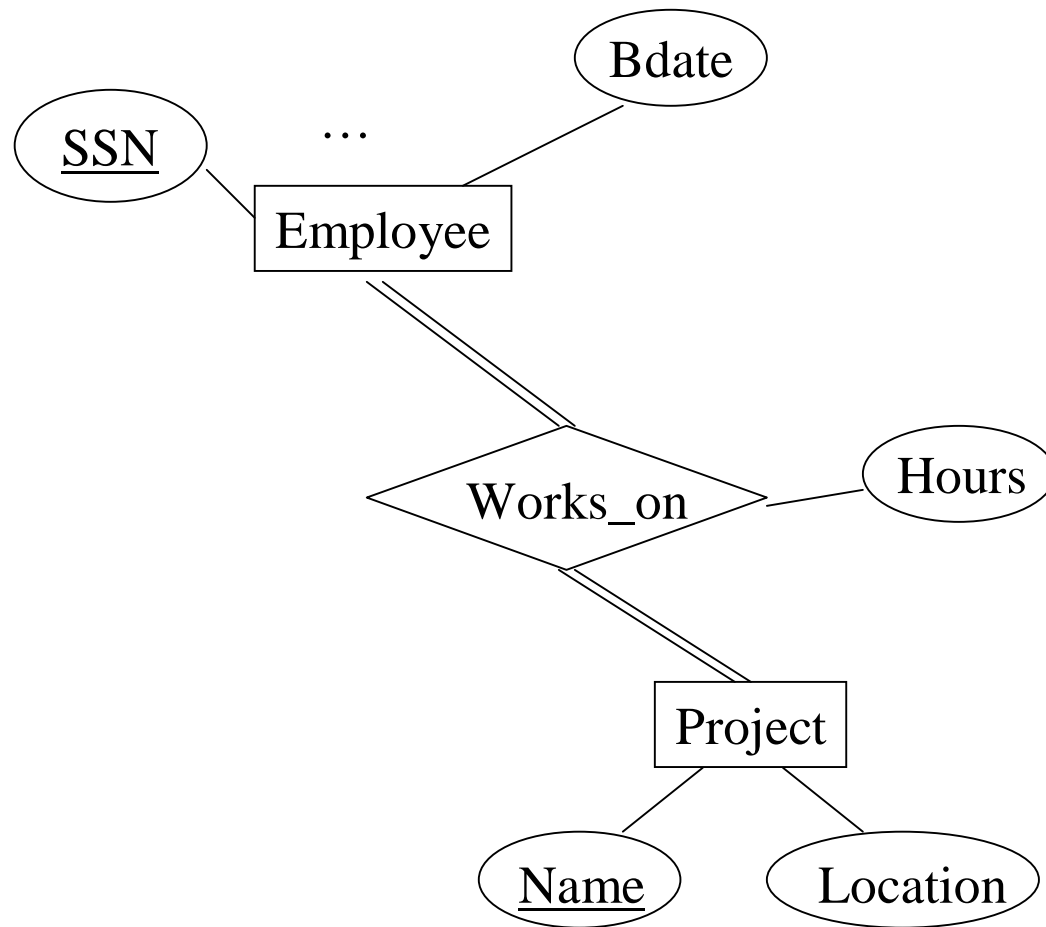 Bdate
SSN
…
Employee
Works_on
Hours
Project
Name
Location